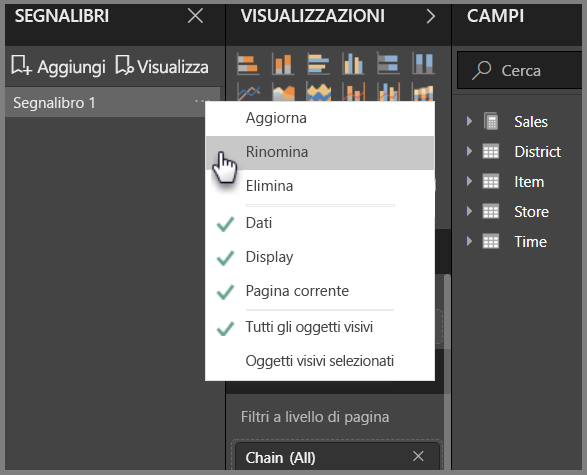 SEGNALIBRI
VISUALIZZAZIONI
CAMPI
Aggiungi
Visualizza
Cerca
Segnalibro 1
Aggiorna
Rinomina
Elimina
Dati
Display
Pagina corrente
Tutti gli oggetti visivi
Oggetti visivi selezionati
Sales
District
Item
Store
Time
Filtri a livello di pagina
Chain (All)